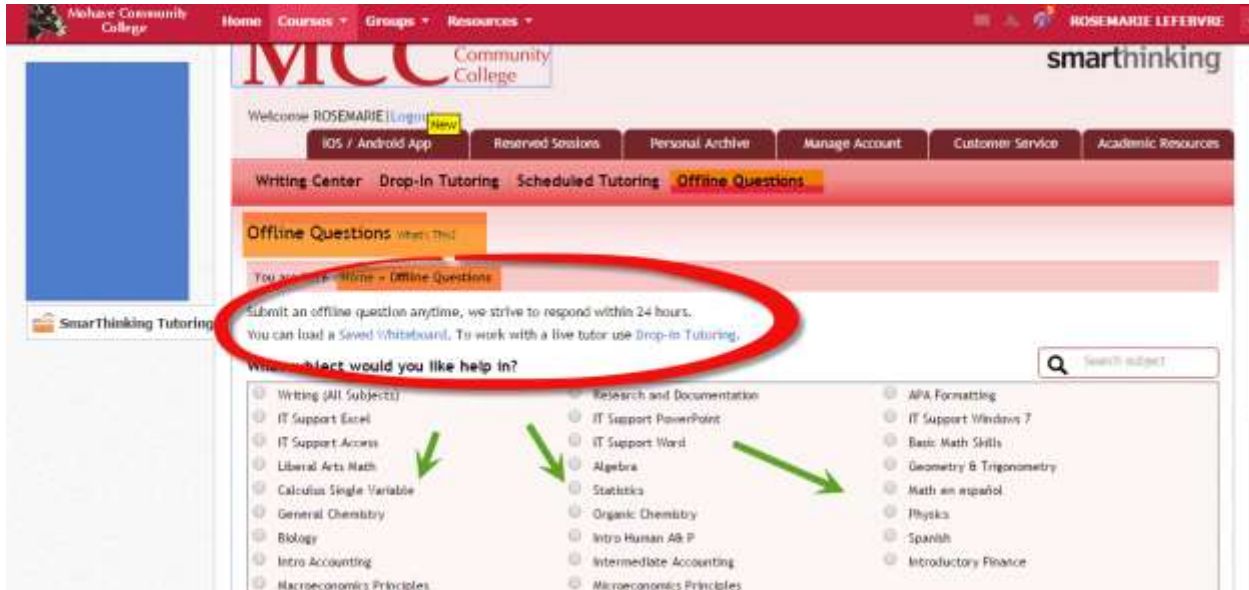 Mohave Community
College
Home Courses Groups Resources
ROSEMARIE LEFEBVRE
MCC Community
College
smarthinking
Welcome ROSEMARIE | Logout
New
iOS / Android App Reserved Sessions Personal Archive Manage Account Customer Service Academic Resources
Writing Center Drop-In Tutoring Scheduled Tutoring Offline Questions
Offline Questions What's This?
You are here: Home » Offline Questions
Submit an offline question anytime, we strive to respond within 24 hours.
You can load a Saved Whiteboard. To work with a live tutor use Drop-In Tutoring.
SmarThinking Tutoring
What subject would you like help in?
Search subject
Writing (All Subjects) Research and Documentation APA Formatting
IT Support Excel IT Support PowerPoint IT Support Windows 7
IT Support Access IT Support Word Basic Math Skills
Liberal Arts Math Algebra Geometry & Trigonometry
Calculus Single Variable Statistics Math en español
General Chemistry Organic Chemistry Physics
Biology Intro Human A& P Spanish
Intro Accounting Intermediate Accounting Introductory Finance
Macroeconomics Principles Microeconomics Principles